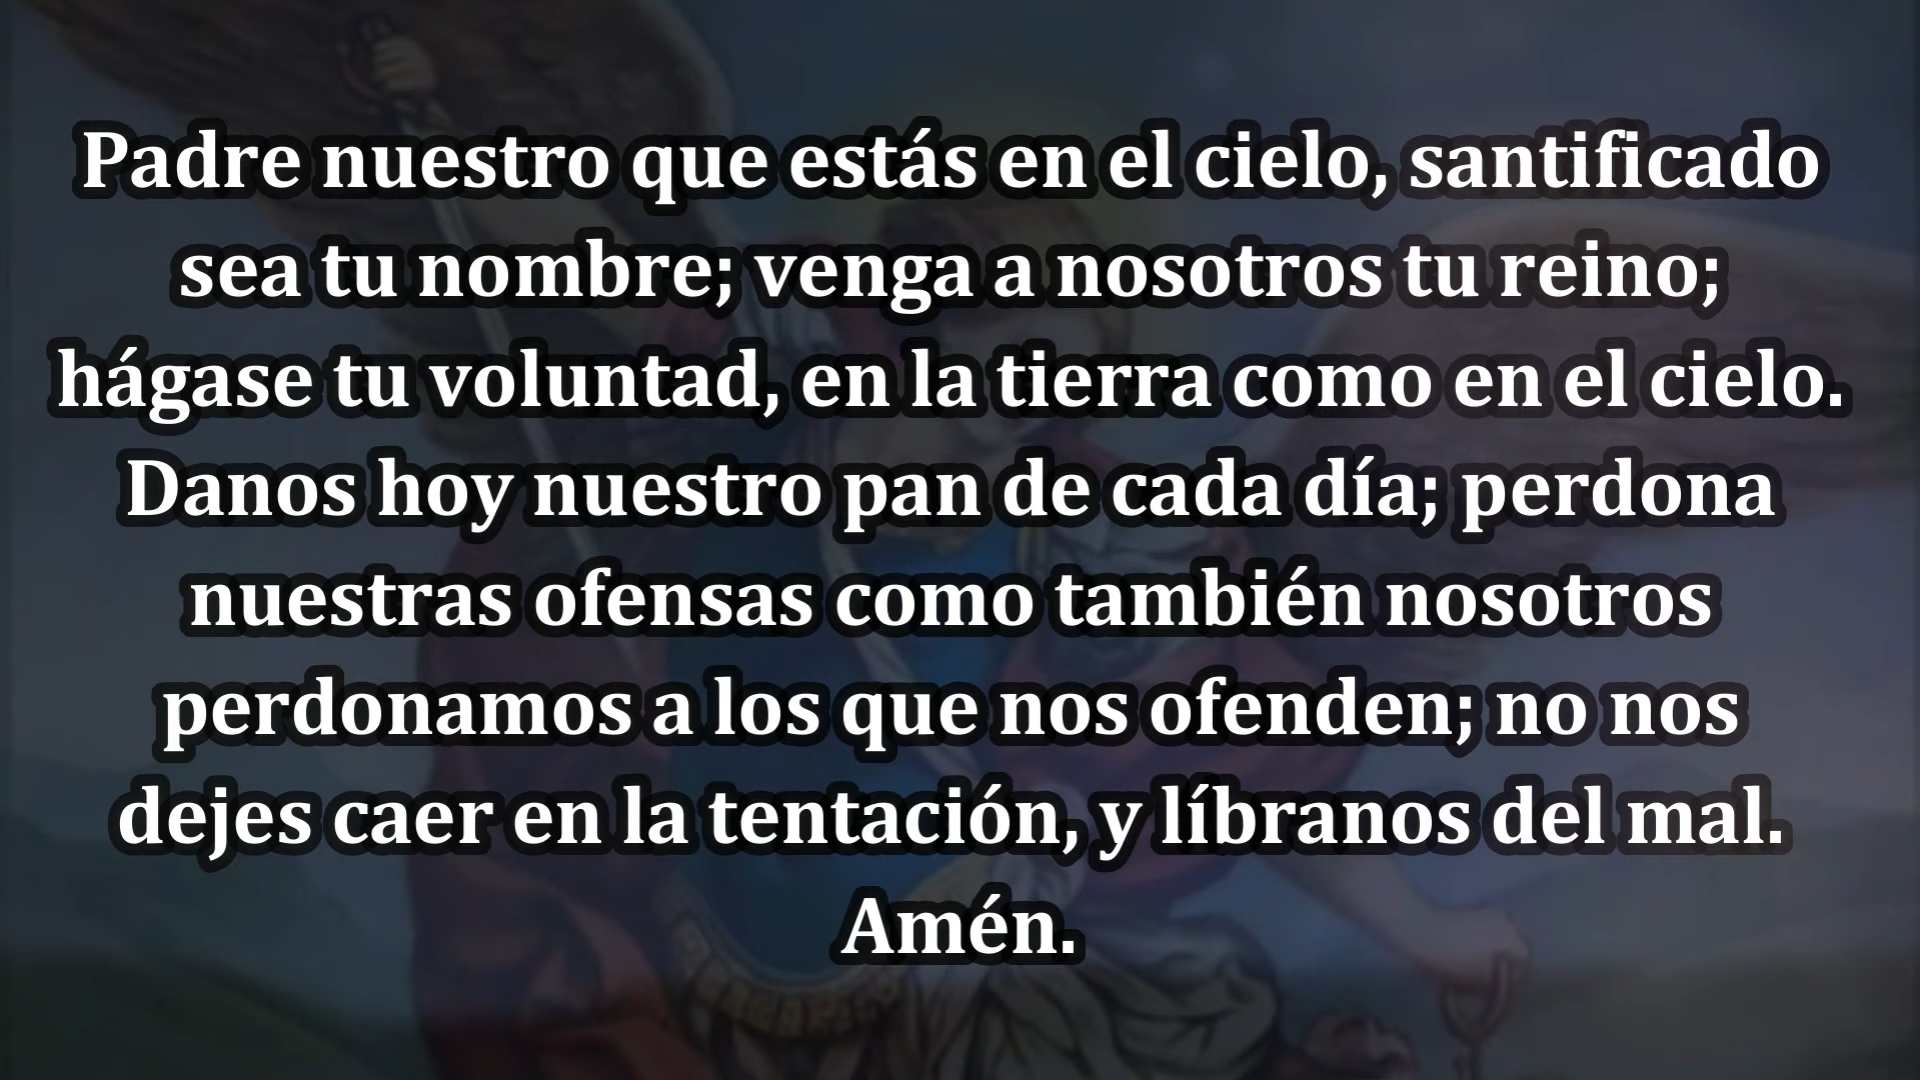 Padre nuestro que estás en el cielo, santificado
sea tu nombre; venga a nosotros tu reino;
hágase tu voluntad, en la tierra como en el cielo.
Danos hoy nuestro pan de cada día; perdona
nuestras ofensas como también nosotros
perdonamos a los que nos ofenden; no nos
dejes caer en la tentación, y líbranos del mal.
Amén.